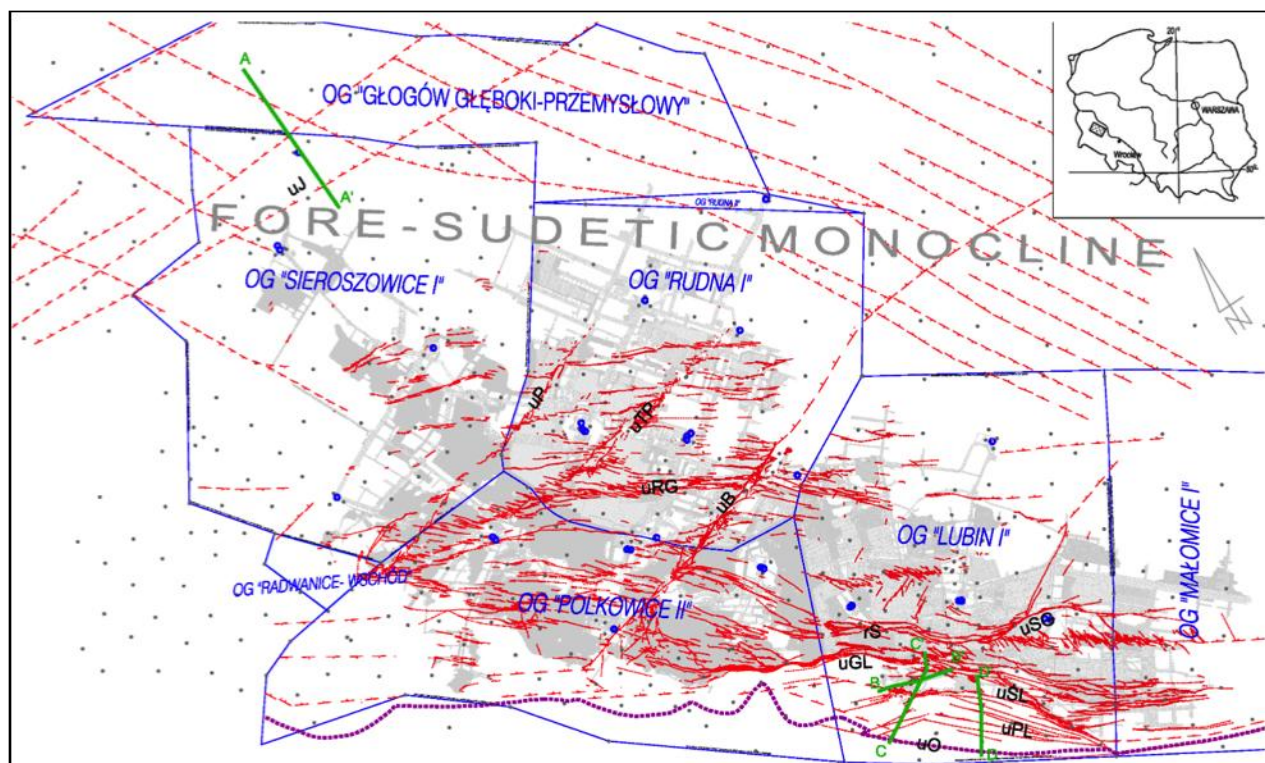 A
OG "GŁOGÓW GŁĘBOKI-PRZEMYSŁOWY"
20°
WARSZAWA
Wrocław
uJ
A'
OG "RUDNA II"
FORE-SUDETIC MONOCLINE
OG "SIEROSZOWICE I"
OG "RUDNA I"
N
uP
uTP
uRG
uB
OG "LUBIN I"
OG "MAŁOMICE I"
OG "RADWANICE- WSCHÓD"
OG "POLKOWICE II"
rS
uS
uGL
C'
B
uSL
uPL
C
uO
D